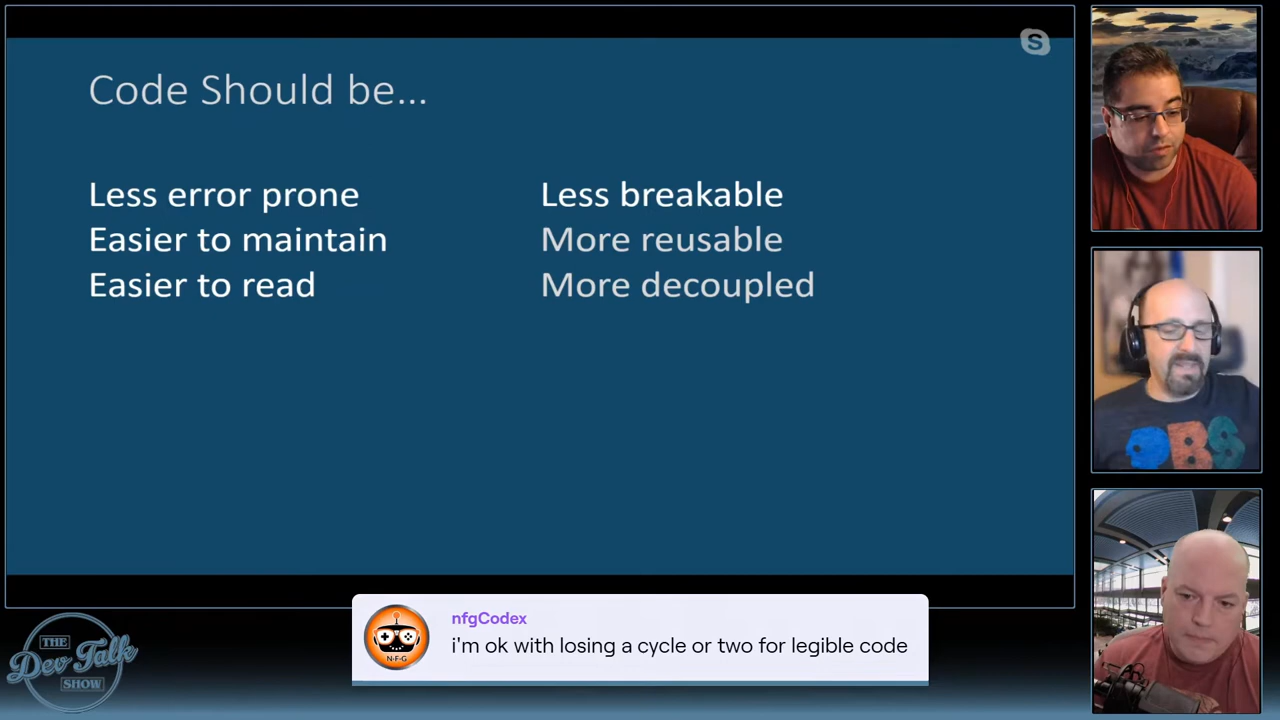 Code Should be...
Less error prone
Easier to maintain
Easier to read
Less breakable
More reusable
More decoupled
S
OBS
THE
Dev Talk
SHOW
N-F-G
nfgCodex
i'm ok with losing a cycle or two for legible code